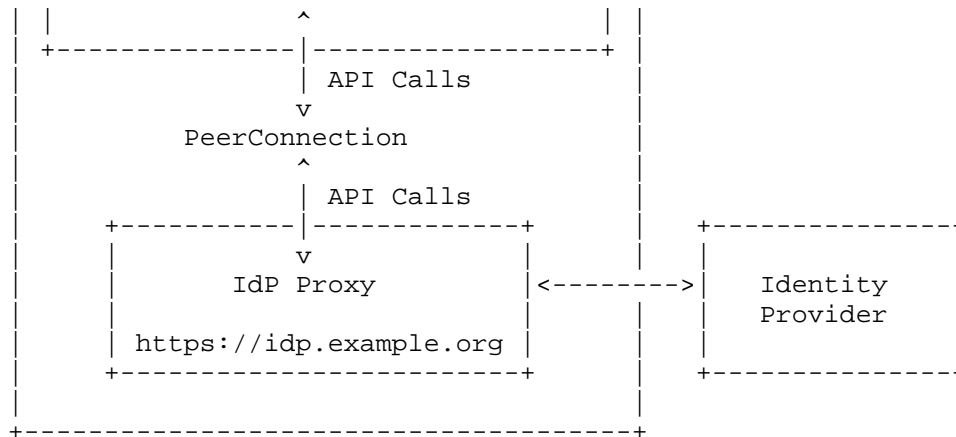 API Calls
PeerConnection
API Calls
IdP Proxy
Identity
Provider
https://idp.example.org